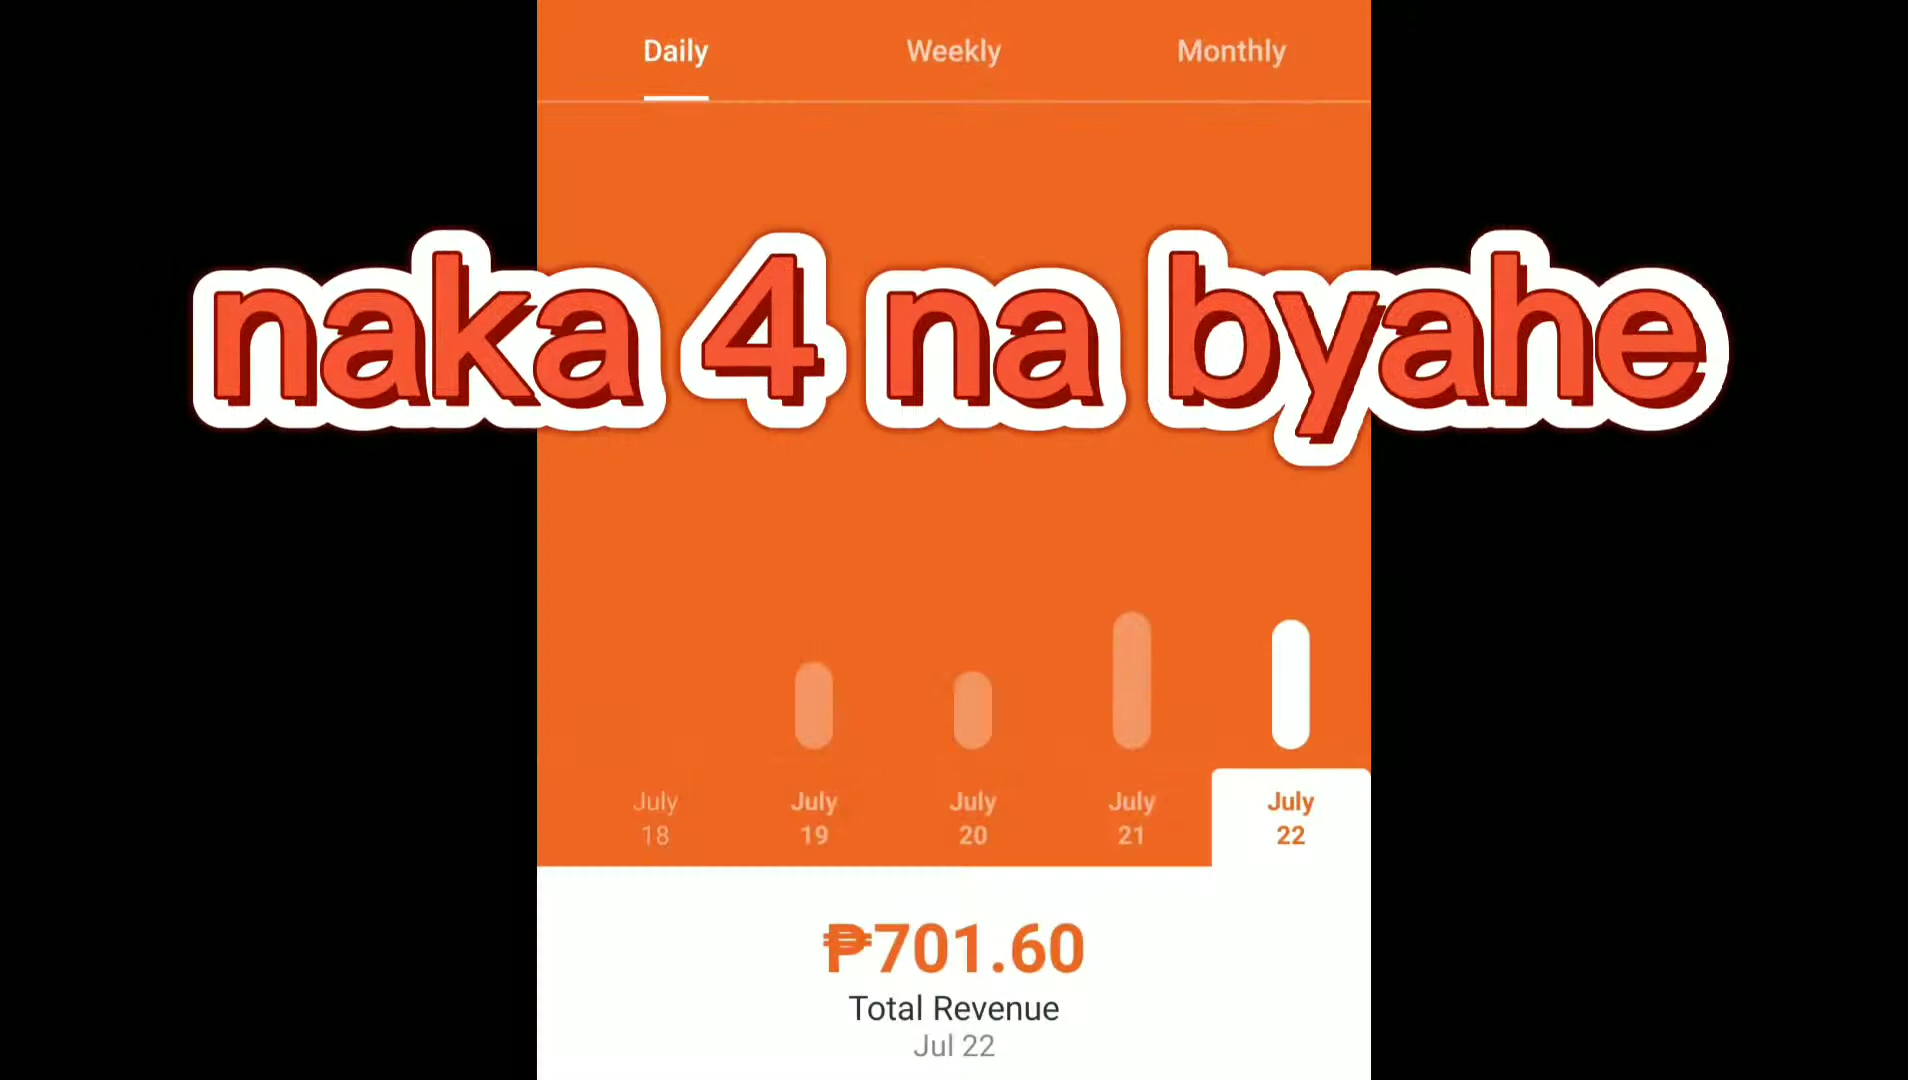 Daily Weekly Monthly
naka 4 na byahe
July 18 July 19 July 20 July 21 July 22
₱701.60
Total Revenue
Jul 22